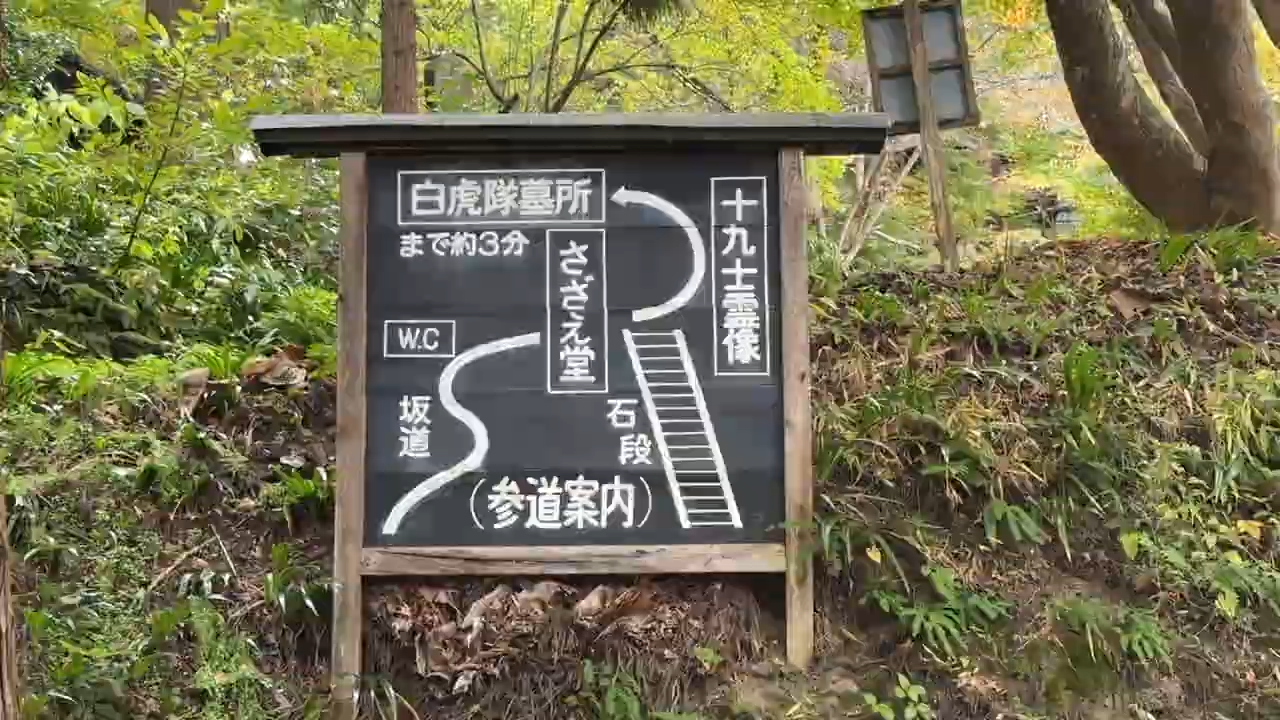 白虎隊墓所
まで約3分
十九士霊像
さざえ堂
W.C
坂道
石段
(参道案内)